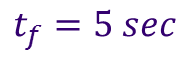 t_f = 5 sec